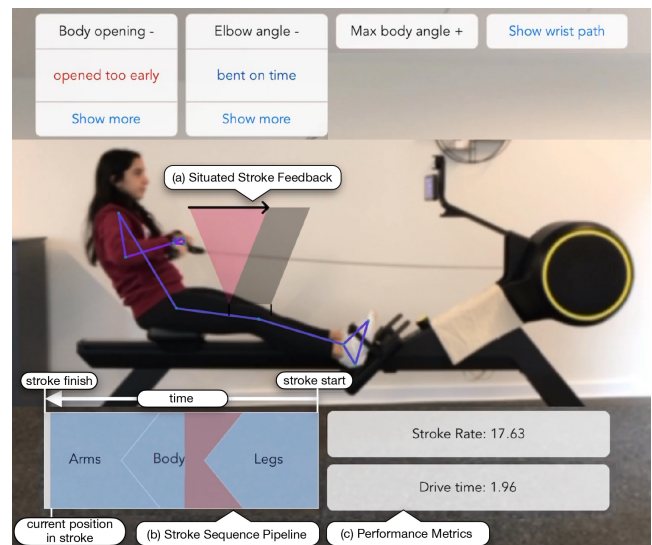 Body opening -
Elbow angle -
Max body angle +
Show wrist path
opened too early
bent on time
Show more
Show more
(a) Situated Stroke Feedback
stroke finish
stroke start
time
Arms
Body
Legs
Stroke Rate: 17.63
Drive time: 1.96
current position
in stroke
(b) Stroke Sequence Pipeline
(c) Performance Metrics